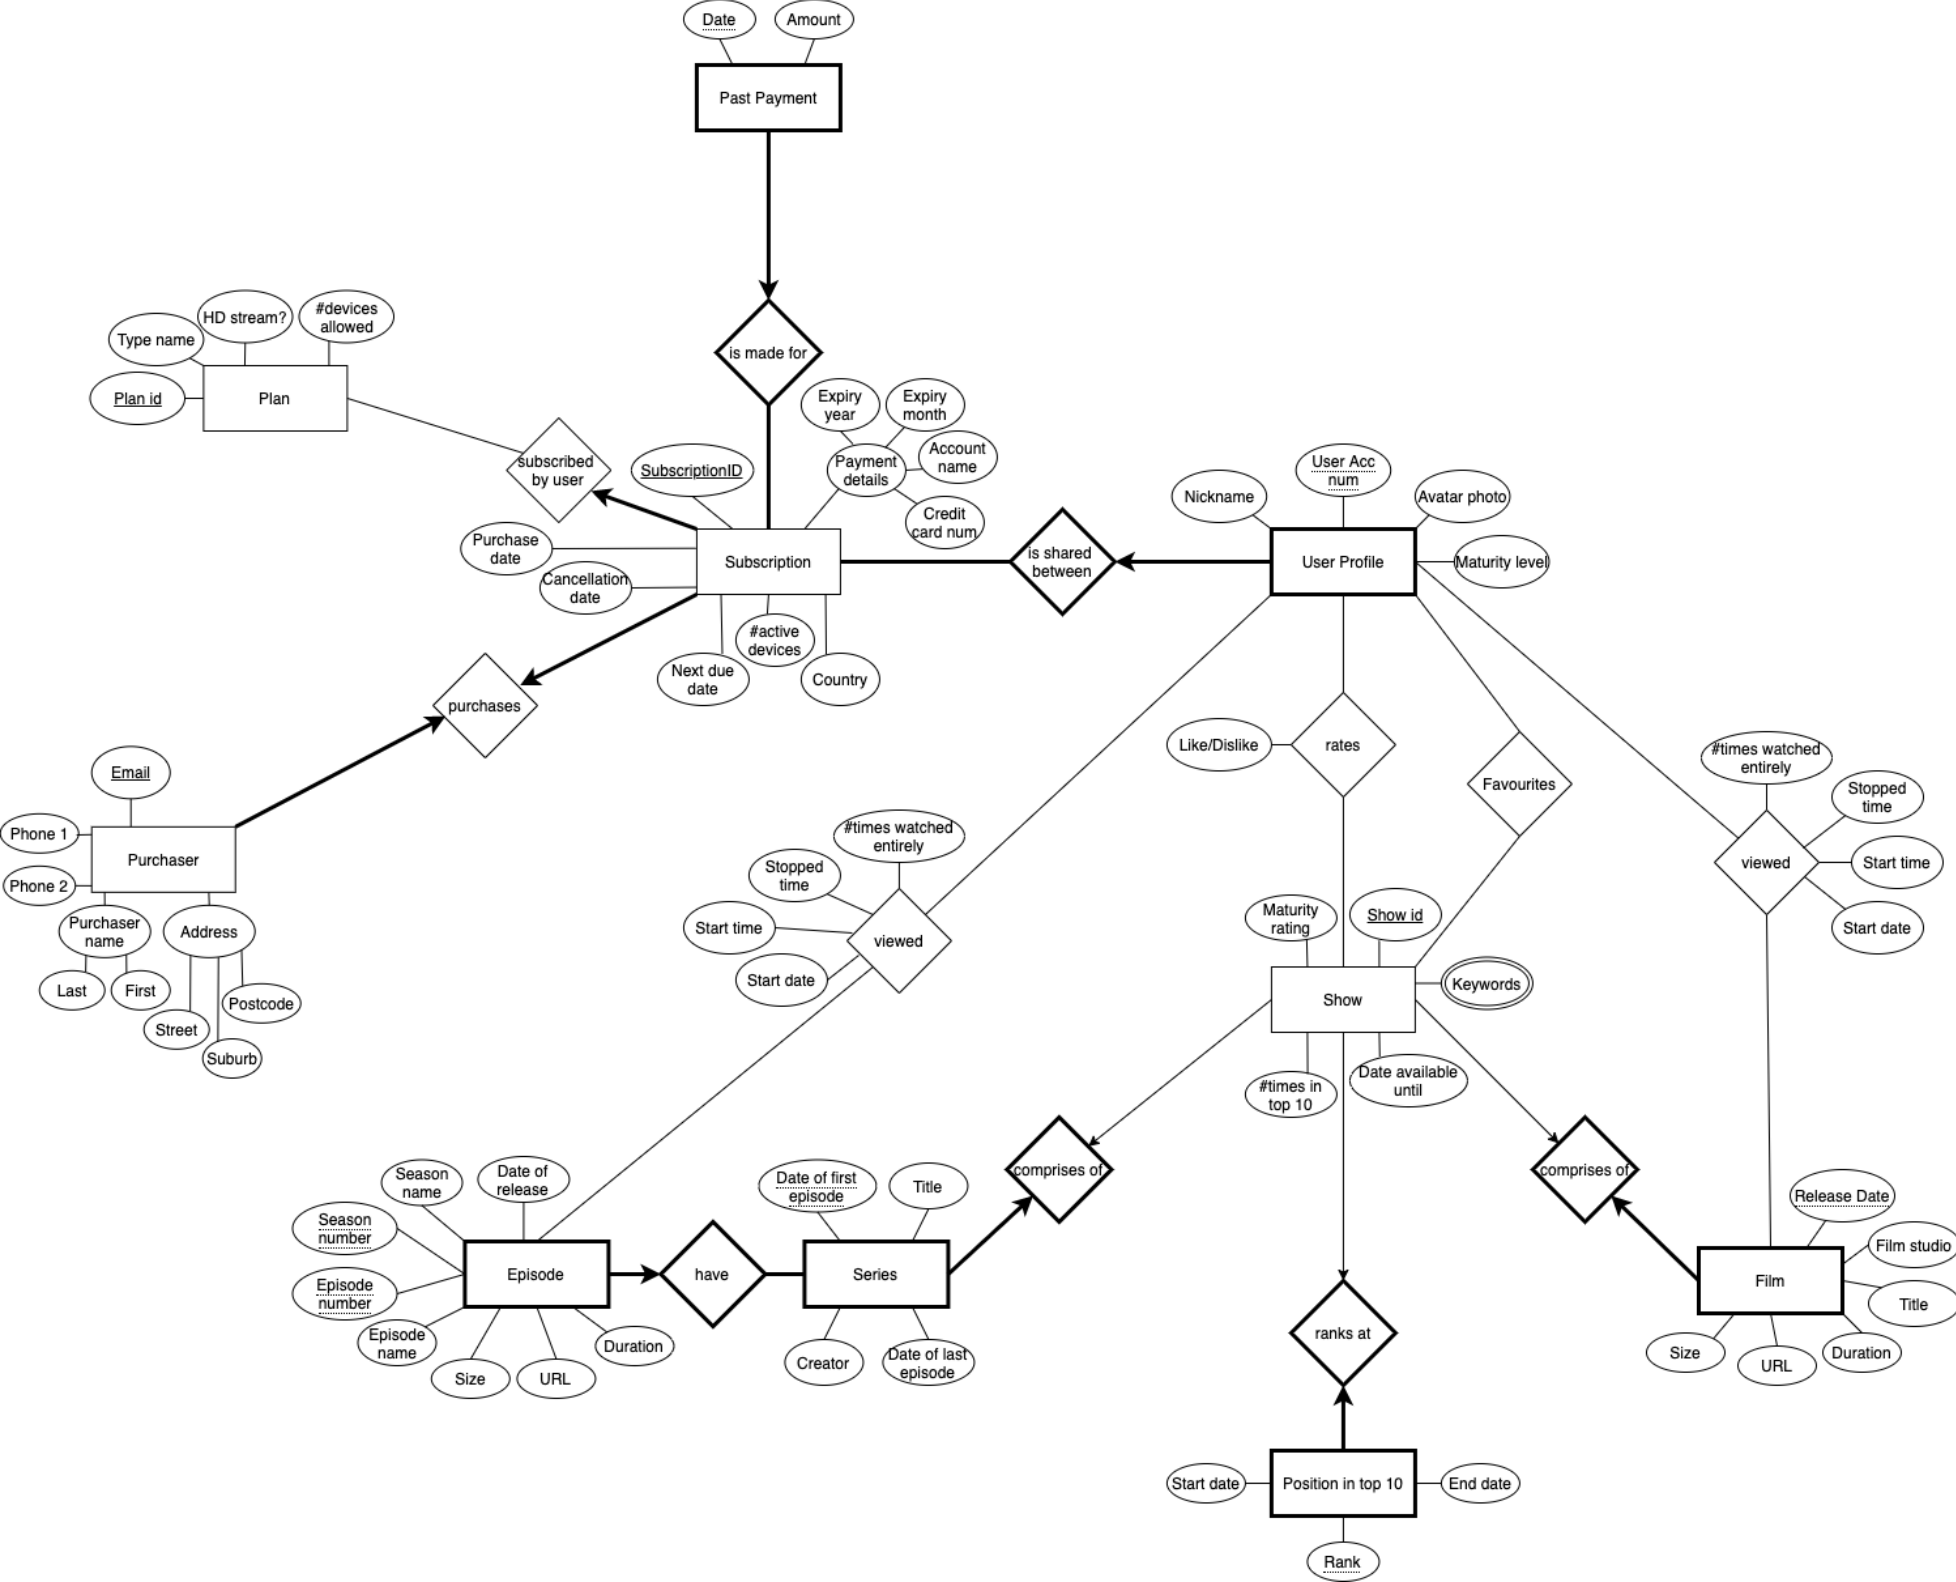 Date
Amount
Past Payment
is made for
Type name
HD stream?
#devices
allowed
Plan id
Plan
subscribed
by user
SubscriptionID
Expiry
year
Expiry
month
Payment
details
Account
name
Credit
card num
Purchase
date
Cancellation
date
Subscription
Next due
date
#active
devices
Country
is shared
between
Nickname
User Acc
num
Avatar photo
User Profile
Maturity level
purchases
Email
Phone 1
Phone 2
Purchaser
Purchaser
name
Address
Last
First
Street
Suburb
Postcode
Like/Dislike
rates
Favourites
#times watched
entirely
Stopped
time
Start time
Start date
viewed
#times watched
entirely
Stopped
time
Start time
Start date
viewed
Maturity
rating
Show id
Keywords
Show
#times in
top 10
Date available
until
comprises of
comprises of
Season
name
Date of
release
Season
number
Episode
number
Episode
name
Size
URL
Duration
Episode
have
Date of first
episode
Title
Series
Creator
Date of last
episode
Release Date
Film studio
Title
Film
Size
URL
Duration
ranks at
Start date
Position in top 10
End date
Rank